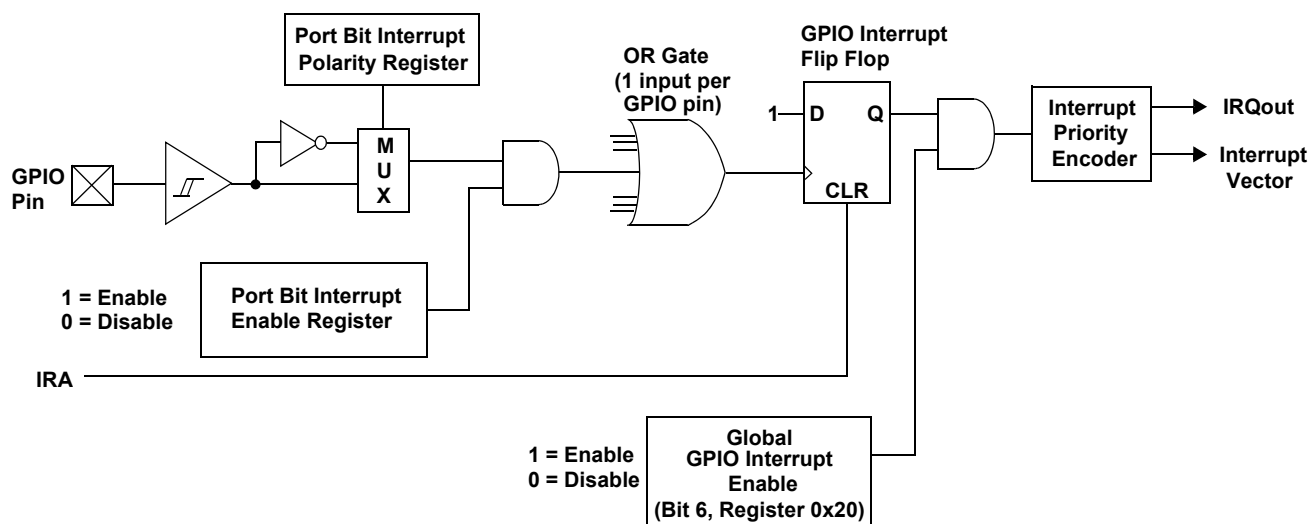 Port Bit Interrupt
Polarity Register
OR Gate
(1 input per
GPIO pin)
GPIO Interrupt
Flip Flop
GPIO
Pin
M
U
X
1
D
Q
CLR
Interrupt
Priority
Encoder
IRQout
Interrupt
Vector
1 = Enable
0 = Disable
Port Bit Interrupt
Enable Register
IRA
1 = Enable
0 = Disable
Global
GPIO Interrupt
Enable
(Bit 6, Register 0x20)